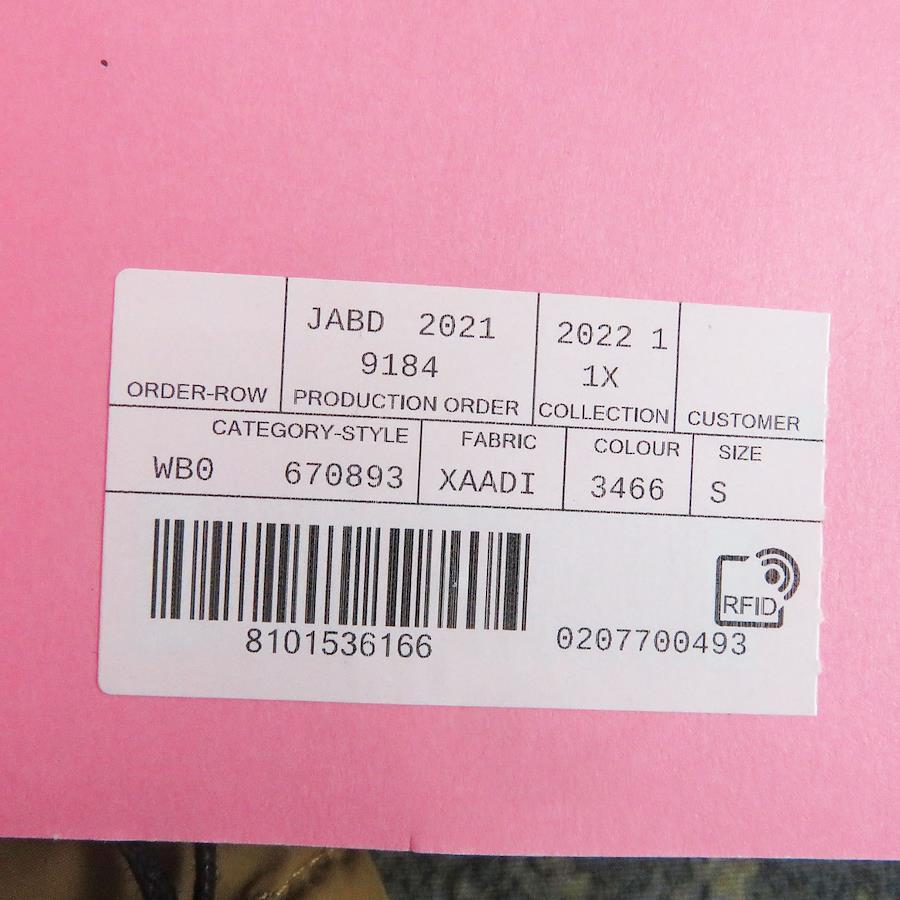 JABD 2021 2022 1
9184 1X
ORDER-ROW PRODUCTION ORDER COLLECTION CUSTOMER
CATEGORY-STYLE FABRIC COLOUR SIZE
WB0 670893 XAADI 3466 S
RFID
8101536166 0207700493